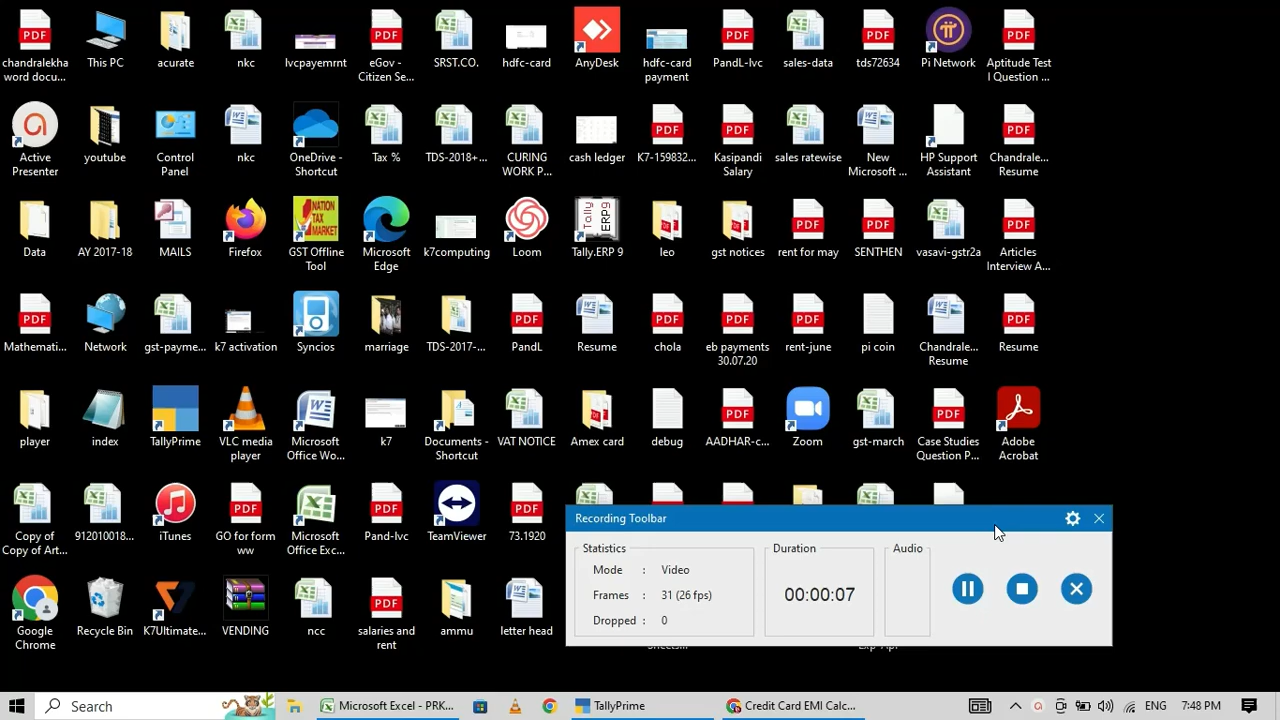 chandralekha word docu...
This PC
acurate
nkc
lvcpayemrnt
eGov - Citizen Se...
SRST.CO.
hdfc-card
AnyDesk
hdfc-card payment
PandL-lvc
sales-data
tds72634
Pi Network
Aptitude Test I Question ...
Active Presenter
youtube
Control Panel
nkc
OneDrive - Shortcut
Tax %
TDS-2018+...
CURING WORK P...
cash ledger
K7-159832...
Kasipandi Salary
sales ratewise
New Microsoft ...
HP Support Assistant
Chandrale... Resume
Data
AY 2017-18
MAILS
Firefox
GST Offline Tool
Microsoft Edge
k7computing
Loom
Tally.ERP 9
leo
gst notices
rent for may
SENTHEN
vasavi-gstr2a
Articles Interview A...
Mathemati...
Network
gst-payme...
k7 activation
Syncios
marriage
TDS-2017-...
PandL
Resume
chola
eb payments 30.07.20
rent-june
pi coin
Chandrale... Resume
Resume
player
index
TallyPrime
VLC media player
Microsoft Office Wo...
k7
Documents - Shortcut
VAT NOTICE
Amex card
debug
AADHAR-c...
Zoom
gst-march
Case Studies Question P...
Adobe Acrobat
Copy of Copy of Art...
912010018...
iTunes
GO for form ww
Microsoft Office Exc...
Pand-lvc
TeamViewer
73.1920
Recording Toolbar
Statistics
Mode : Video
Frames : 31 (26 fps)
Dropped : 0
Duration
00:00:07
Audio
Google Chrome
Recycle Bin
K7Ultimate...
VENDING
ncc
salaries and rent
ammu
letter head
Search
Microsoft Excel - PRK...
TallyPrime
Credit Card EMI Calc...
ENG
7:48 PM